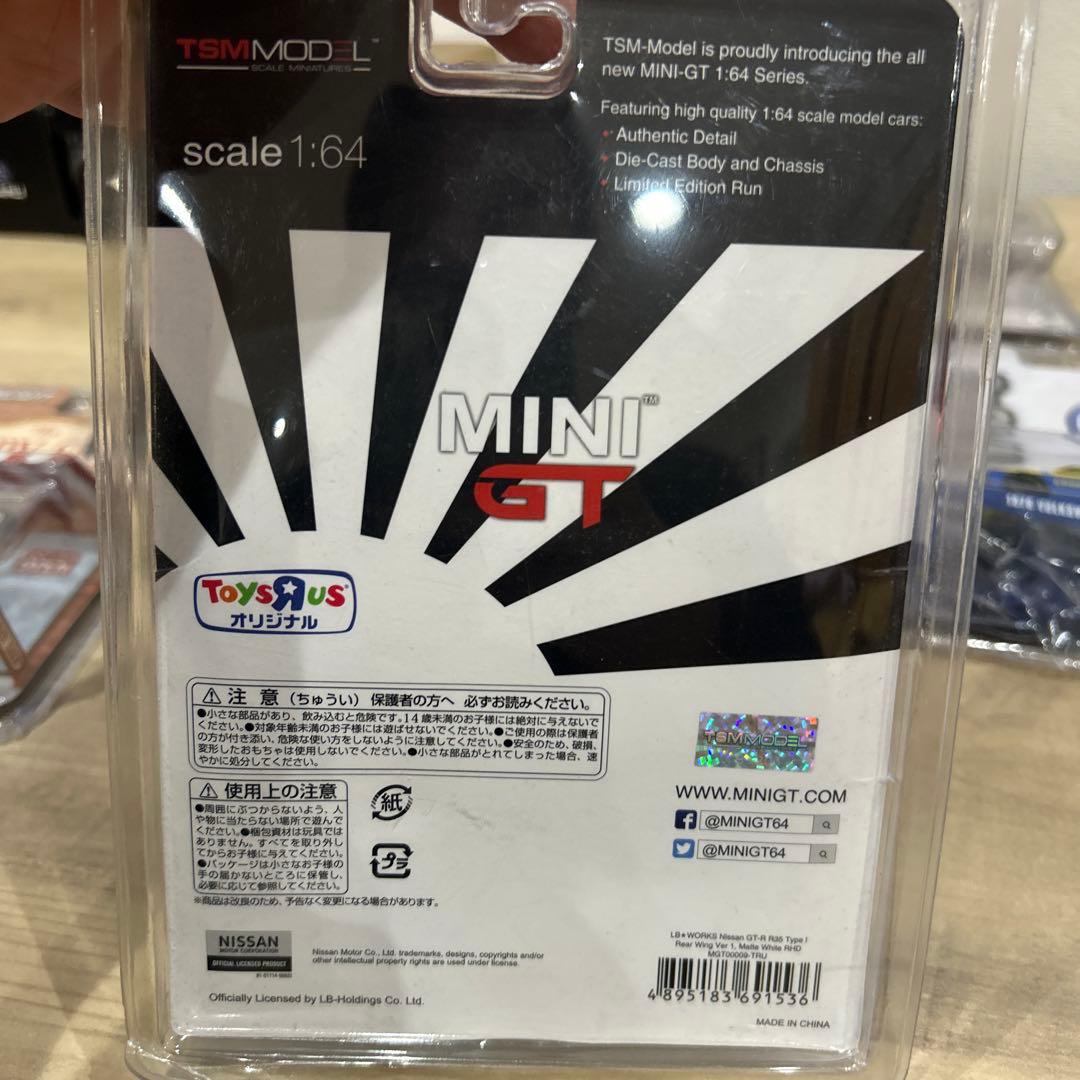 TSMMODEL™
SCALE MINIATURES
scale 1:64
TSM-Model is proudly introducing the all
new MINI-GT 1:64 Series.
Featuring high quality 1:64 scale model cars:
Authentic Detail
Die-Cast Body and Chassis
Limited Edition Run
MINI™
GT
TOYSЯUS
オリジナル
⚠注 意（ちゅうい）保護者の方へ 必ずお読みください。
●小さな部品があり、飲み込むと危険です。14歳未満のお子様には絶対に与えないで
ください。●対象年齢未満のお子様には遊ばせないでください。●ご使用の際は保護者
の方が付き添い、危険な使い方をしないように注意してください。●安全のため、破損、
変形したおもちゃは使用しないでください。●小さな部品がとれてしまった場合、速
やかに処分してください。
⚠使用上の注意
●周囲にぶつからないよう、人
や物に当たらない場所で遊んで
ください。●梱包資材は玩具では
ありません。すべてを取り外し
てからお子様に与えてください。
●パッケージは小さなお子様の
手の届かないところに保管し、
必要に応じて参照してください。
※商品は改良のため、予告なく変更になる場合があります。
紙
プラ
TSMMODEL
WWW.MINIGT.COM
@MINIGT64
@MINIGT64
NISSAN
MOTOR CORPORATION
OFFICIAL LICENSED PRODUCT
Nissan Motor Co., Ltd. trademarks, designs, copyrights and/or
other intellectual property rights are used under license.
Officially Licensed by LB-Holdings Co. Ltd.
LB★WORKS Nissan GT-R R35 Type I
Rear Wing Ver 1, Matte White RHD
MGT00009-TRU
4 895183 691536
MADE IN CHINA